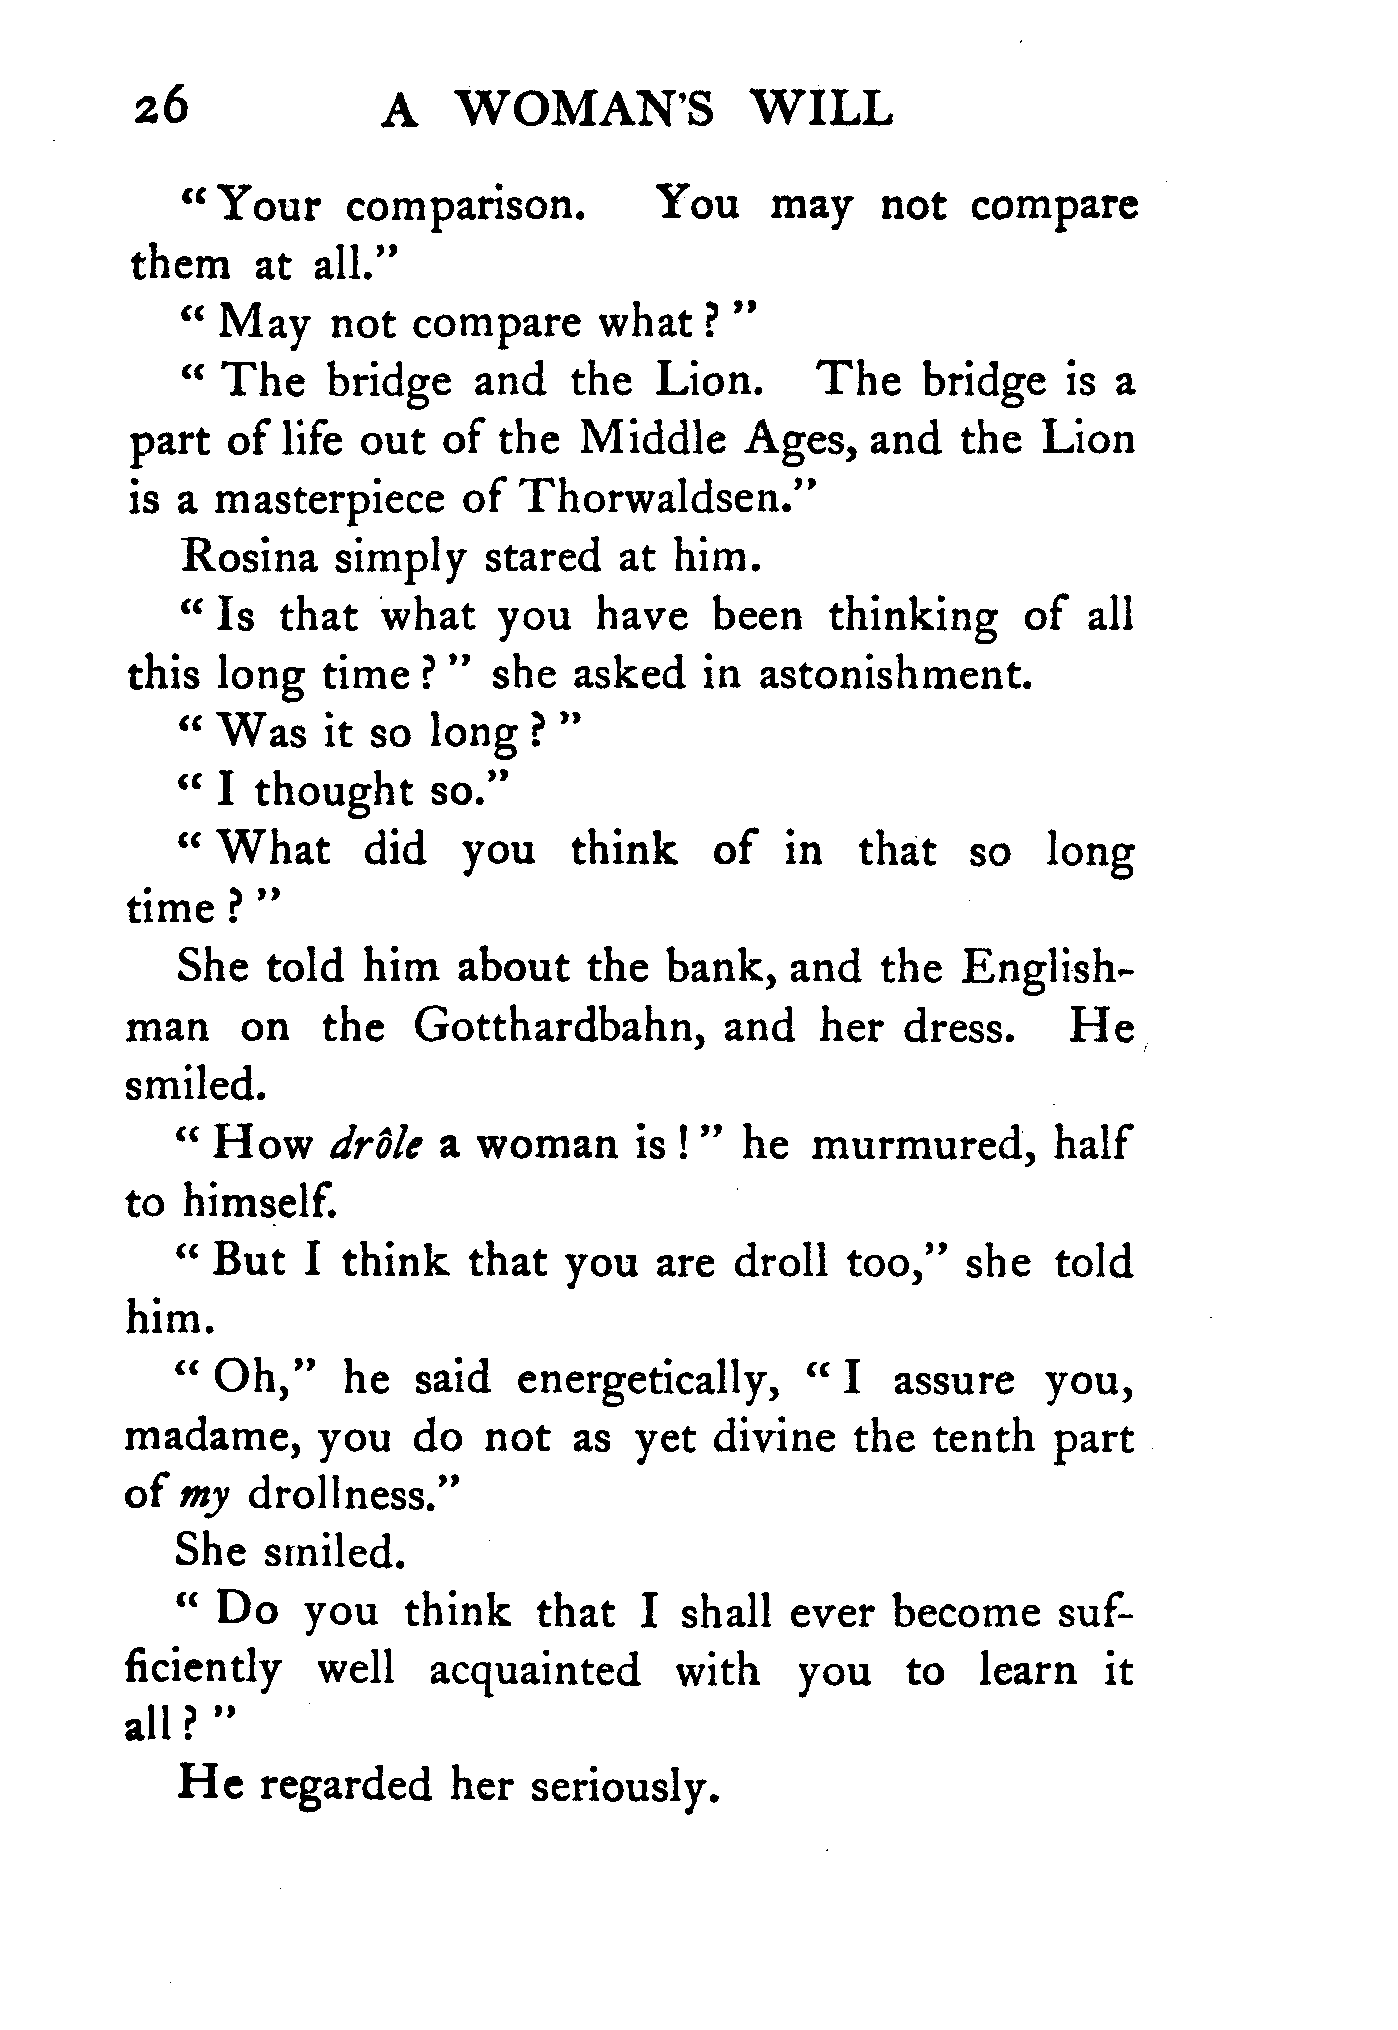 26 A WOMAN'S WILL
“Your comparison. You may not compare
them at all.”
“May not compare what?”
“The bridge and the Lion. The bridge is a
part of life out of the Middle Ages, and the Lion
is a masterpiece of Thorwaldsen.”
Rosina simply stared at him.
“Is that what you have been thinking of all
this long time?” she asked in astonishment.
“Was it so long?”
“I thought so.”
“What did you think of in that so long
time?”
She told him about the bank, and the English-
man on the Gotthardbahn, and her dress. He
smiled.
“How drôle a woman is!” he murmured, half
to himself.
“But I think that you are droll too,” she told
him.
“Oh,” he said energetically, “I assure you,
madame, you do not as yet divine the tenth part
of my drollness.”
She smiled.
“Do you think that I shall ever become suf-
ficiently well acquainted with you to learn it
all?”
He regarded her seriously.